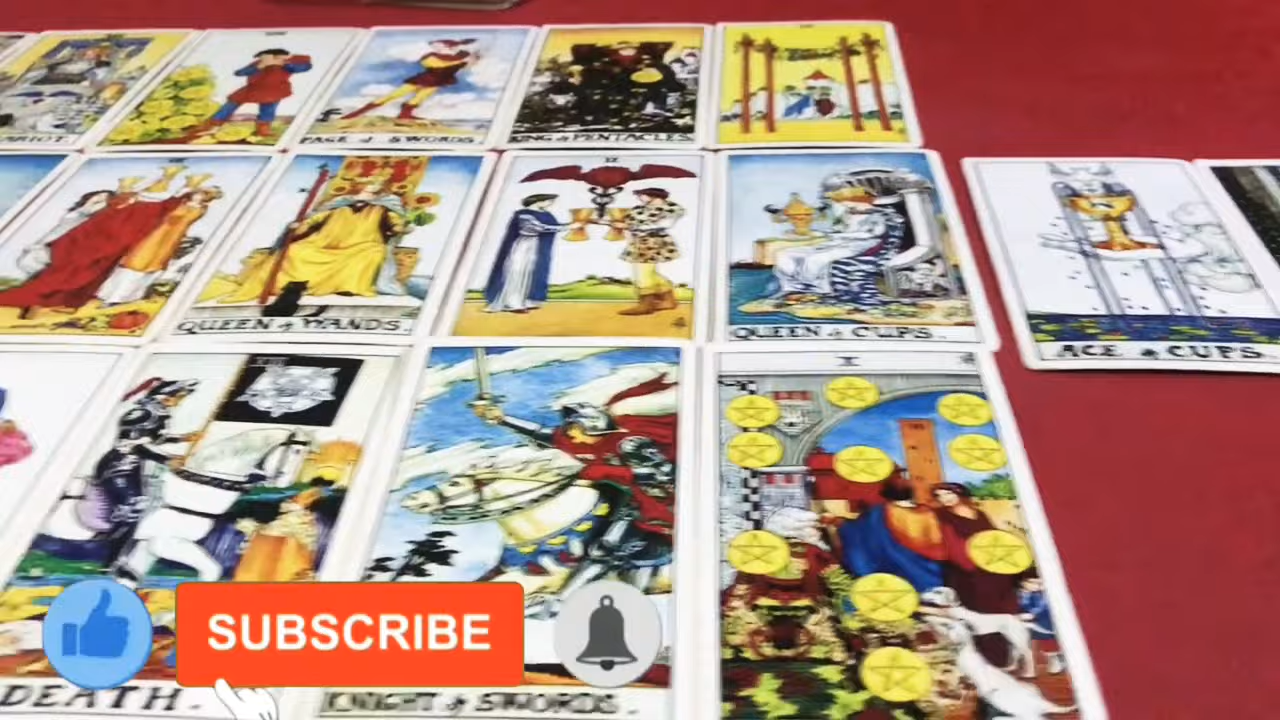 PAGE of SWORDS.
KING of PENTACLES.
QUEEN of WANDS.
II
QUEEN of CUPS.
ACE of CUPS
X
DEATH.
KNIGHT of SWORDS.
SUBSCRIBE